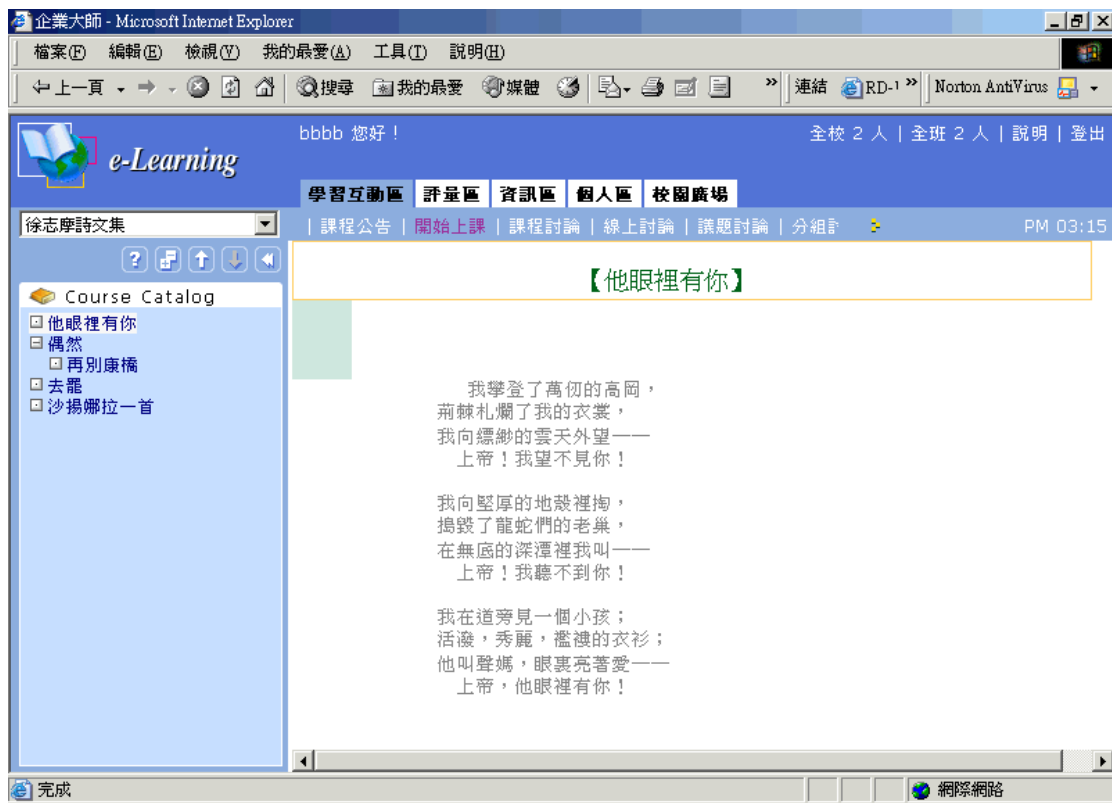 企業大師 - Microsoft Internet Explorer
檔案(F) 編輯(E) 檢視(V) 我的最愛(A) 工具(T) 說明(H)
上一頁 搜尋 我的最愛 媒體 » 連結 RD-1 » Norton AntiVirus
e-Learning
bbbb 您好！
全校 2 人 | 全班 2 人 | 說明 | 登出
學習互動區 評量區 資訊區 個人區 校園廣場
徐志摩詩文集
| 課程公告 | 開始上課 | 課程討論 | 線上討論 | 議題討論 | 分組
PM 03:15
Course Catalog
他眼裡有你
偶然
再別康橋
去罷
沙揚娜拉一首
【他眼裡有你】
我攀登了萬仞的高岡，
荊棘札爛了我的衣裳，
我向縹緲的雲天外望——
上帝！我望不見你！
我向堅厚的地殼裡掏，
搗毀了龍蛇們的老巢，
在無底的深潭裡我叫——
上帝！我聽不到你！
我在道旁見一個小孩；
活潑，秀麗，襤褸的衣衫；
他叫聲媽，眼裏亮著愛——
上帝，他眼裡有你！
完成
網際網路